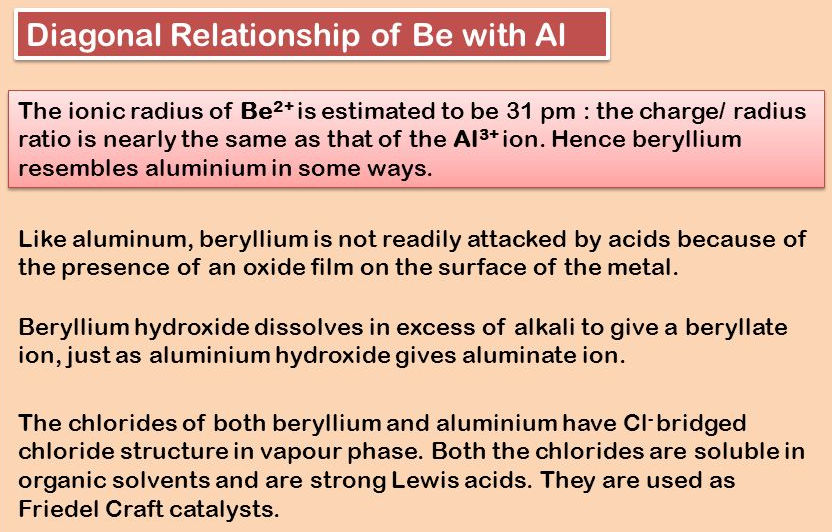 Diagonal Relationship of Be with Al
The ionic radius of Be²⁺ is estimated to be 31 pm : the charge/ radius
ratio is nearly the same as that of the Al³⁺ ion. Hence beryllium
resembles aluminium in some ways.
Like aluminum, beryllium is not readily attacked by acids because of
the presence of an oxide film on the surface of the metal.
Beryllium hydroxide dissolves in excess of alkali to give a beryllate
ion, just as aluminium hydroxide gives aluminate ion.
The chlorides of both beryllium and aluminium have Cl⁻ bridged
chloride structure in vapour phase. Both the chlorides are soluble in
organic solvents and are strong Lewis acids. They are used as
Friedel Craft catalysts.